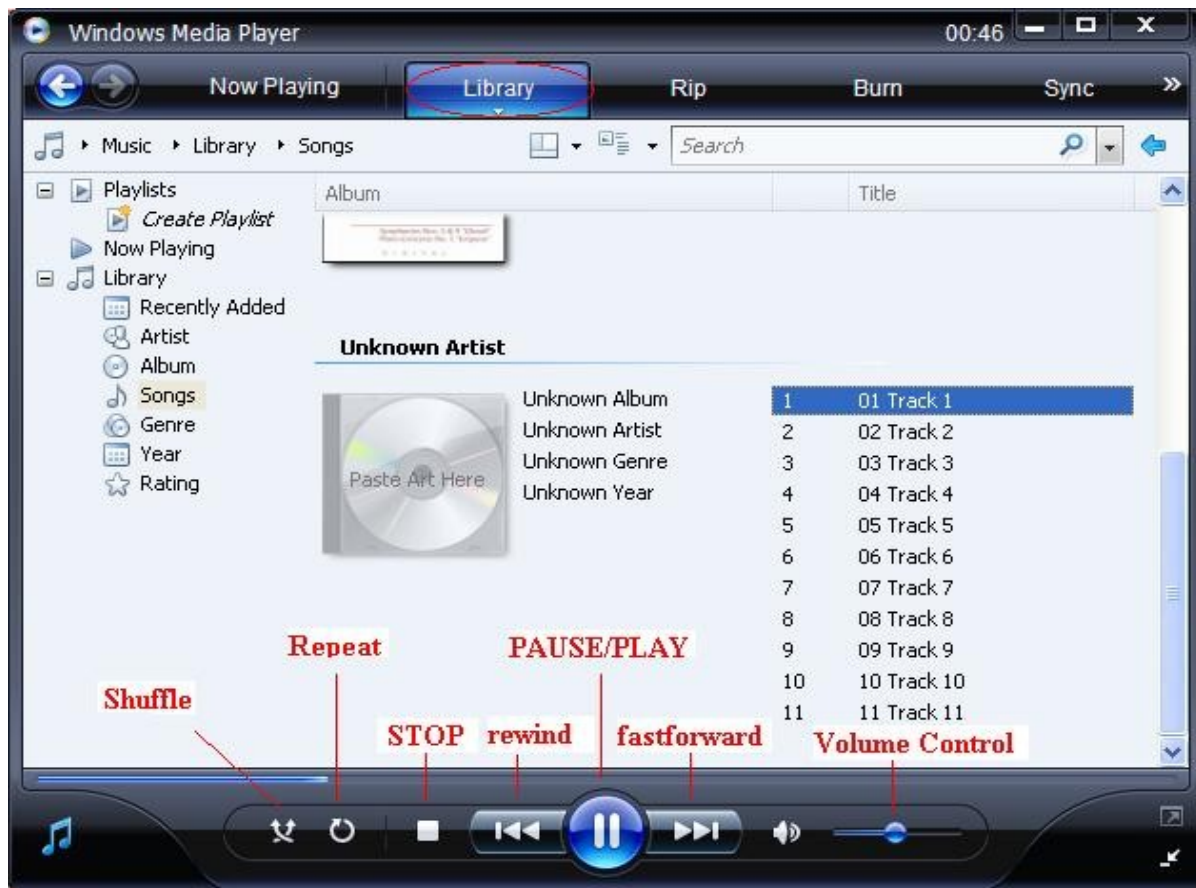 Windows Media Player 00:46
Now Playing Library Rip Burn Sync
Music Library Songs Search
Playlists
Create Playlist
Now Playing
Library
Recently Added
Artist
Album
Songs
Genre
Year
Rating
Album Title
Unknown Artist
Paste Art Here
Unknown Album
Unknown Artist
Unknown Genre
Unknown Year
1 01 Track 1
2 02 Track 2
3 03 Track 3
4 04 Track 4
5 05 Track 5
6 06 Track 6
7 07 Track 7
8 08 Track 8
9 09 Track 9
10 10 Track 10
11 11 Track 11
Repeat PAUSE/PLAY
Shuffle
STOP rewind fastforward Volume Control